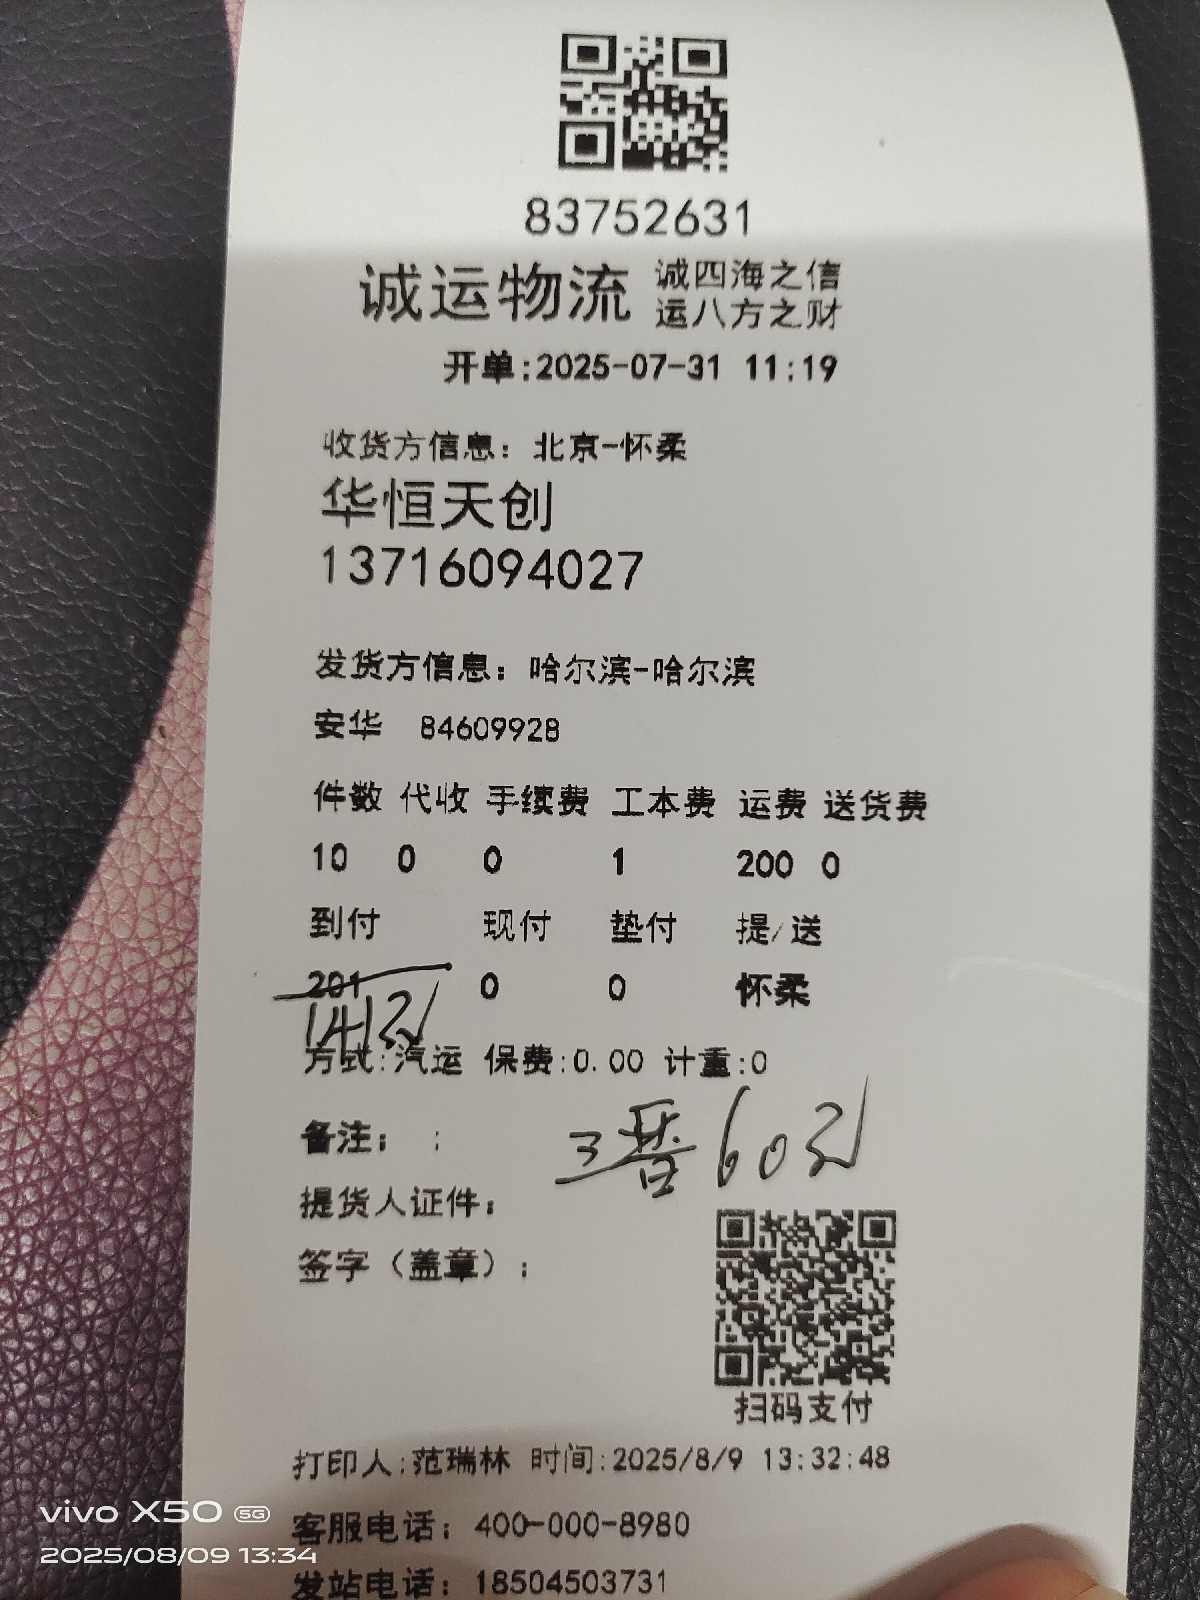 83752631
诚运物流 诚四海之信
运八方之财
开单:2025-07-31 11:19
收货方信息：北京-怀柔
华恒天创
13716094027
发货方信息：哈尔滨-哈尔滨
安华 84609928
件数 代收 手续费 工本费 运费 送货费
10 0 0 1 200 0
到付 现付 垫付 提/送
201 0 0 怀柔
141元
方式:汽运 保费:0.00 计重:0
备注： ：
60元
提货人证件：
签字（盖章）：
扫码支付
打印人:范瑞林 时间:2025/8/9 13:32:48
客服电话：400-000-8980
发站电话：18504503731
vivo X50 5G
2025/08/09 13:34